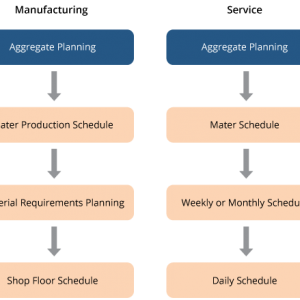 Manufacturing
Service
Aggregate Planning
Aggregate Planning
ater Production Schedule
Mater Schedule
erial Requirements Planning
Weekly or Monthly Schedu
Shop Floor Schedule
Daily Schedule